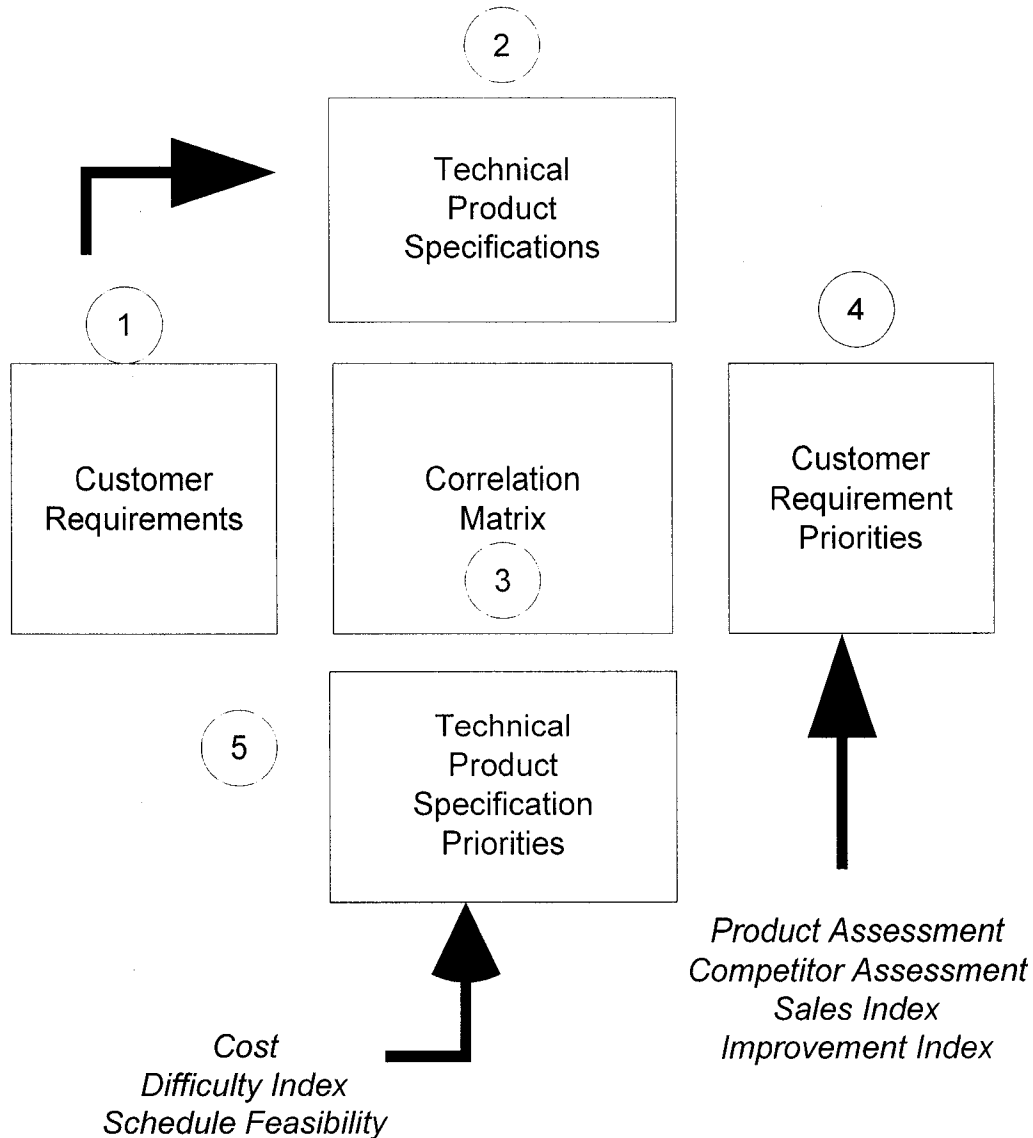 2
Technical
Product
Specifications
1
4
Customer
Requirements
Correlation
Matrix
3
Customer
Requirement
Priorities
5
Technical
Product
Specification
Priorities
Product Assessment
Competitor Assessment
Sales Index
Improvement Index
Cost
Difficulty Index
Schedule Feasibility